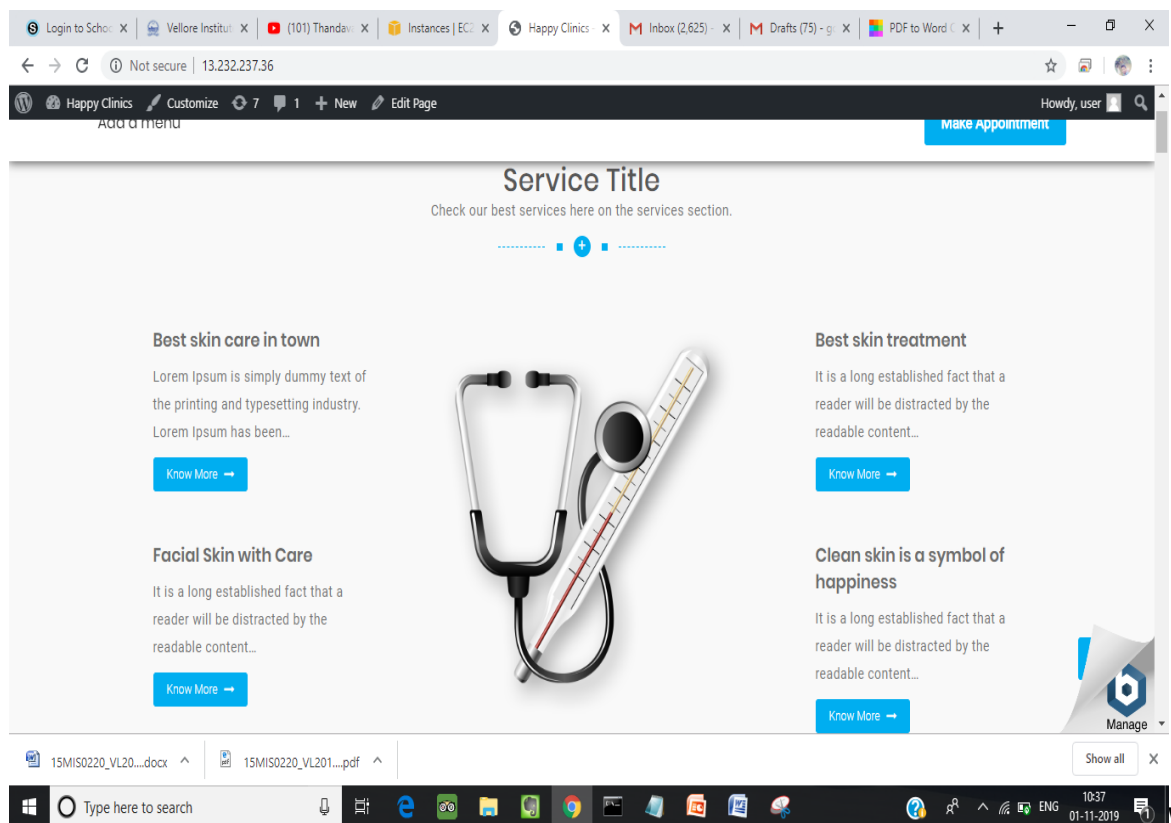 Login to Schoo
Vellore Institut
(101) Thandav
Instances | EC2
Happy Clinics -
Inbox (2,625) -
Drafts (75) - g
PDF to Word C
Not secure | 13.232.237.36
Happy Clinics Customize 7 1 + New Edit Page
Howdy, user
Add a menu
Make Appointment
Service Title
Check our best services here on the services section.
Best skin care in town
Lorem Ipsum is simply dummy text of
the printing and typesetting industry.
Lorem Ipsum has been...
Know More →
Facial Skin with Care
It is a long established fact that a
reader will be distracted by the
readable content...
Know More →
Best skin treatment
It is a long established fact that a
reader will be distracted by the
readable content...
Know More →
Clean skin is a symbol of
happiness
It is a long established fact that a
reader will be distracted by the
readable content...
Know More →
Manage
15MIS0220_VL20....docx
15MIS0220_VL201....pdf
Show all
Type here to search
ENG
10:37
01-11-2019